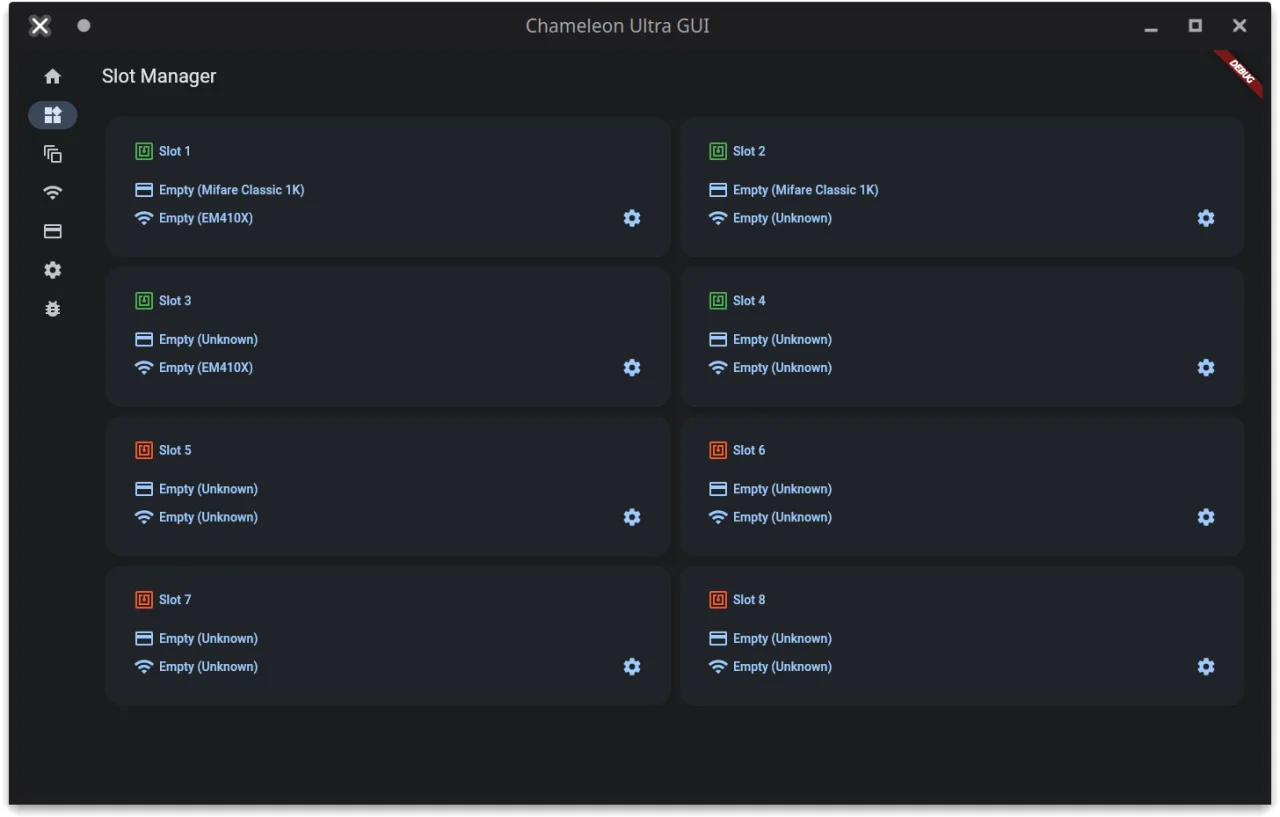 Chameleon Ultra GUI
DEBUG
Slot Manager
Slot 1
Empty (Mifare Classic 1K)
Empty (EM410X)
Slot 2
Empty (Mifare Classic 1K)
Empty (Unknown)
Slot 3
Empty (Unknown)
Empty (EM410X)
Slot 4
Empty (Unknown)
Empty (Unknown)
Slot 5
Empty (Unknown)
Empty (Unknown)
Slot 6
Empty (Unknown)
Empty (Unknown)
Slot 7
Empty (Unknown)
Empty (Unknown)
Slot 8
Empty (Unknown)
Empty (Unknown)